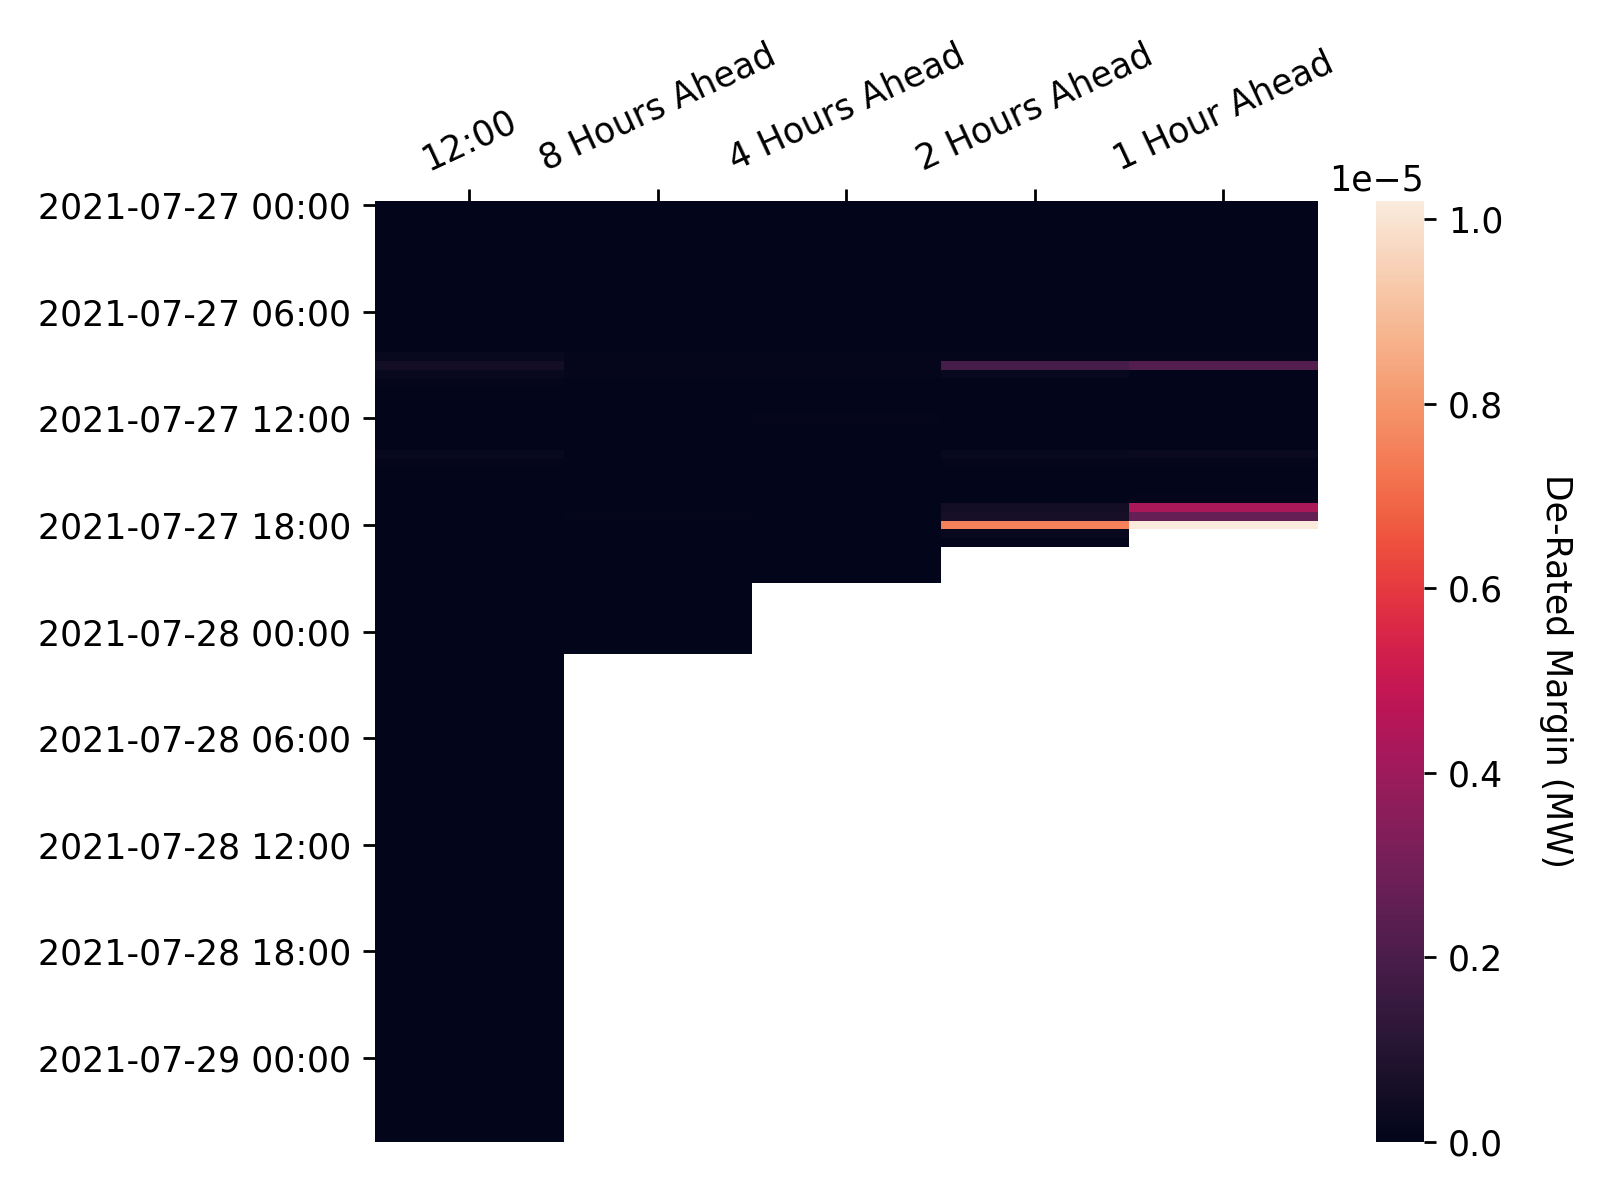 12:00
8 Hours Ahead
4 Hours Ahead
2 Hours Ahead
1 Hour Ahead
2021-07-27 00:00
2021-07-27 06:00
2021-07-27 12:00
2021-07-27 18:00
2021-07-28 00:00
2021-07-28 06:00
2021-07-28 12:00
2021-07-28 18:00
2021-07-29 00:00
1e−5
1.0
0.8
0.6
0.4
0.2
0.0
De-Rated Margin (MW)